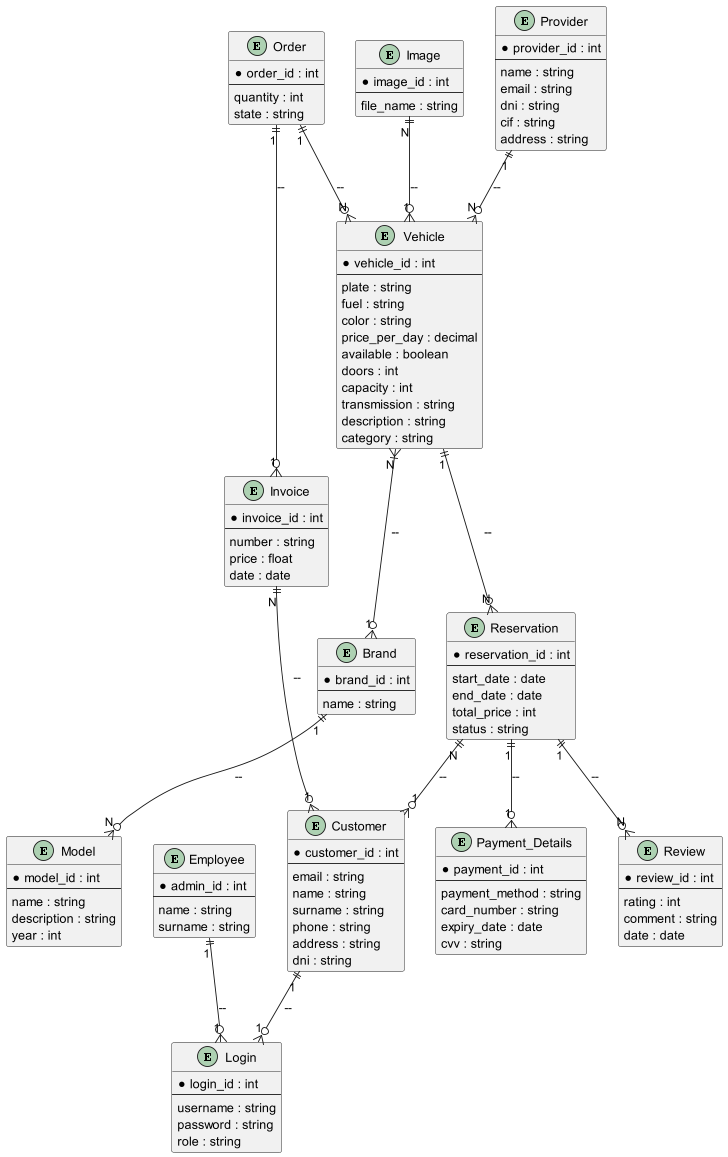 E Order
* order_id : int
quantity : int
state : string
E Image
* image_id : int
file_name : string
E Provider
* provider_id : int
name : string
email : string
dni : string
cif : string
address : string
1
1
N
1
--
--
--
--
N
1
N
E Vehicle
* vehicle_id : int
plate : string
fuel : string
color : string
price_per_day : decimal
available : boolean
doors : int
capacity : int
transmission : string
description : string
category : string
1
N
1
E Invoice
* invoice_id : int
number : string
price : float
date : date
--
--
N
N
1
E Brand
* brand_id : int
name : string
E Reservation
* reservation_id : int
start_date : date
end_date : date
total_price : int
status : string
--
1
N
1
1
--
--
--
--
1
1
1
N
N
E Model
* model_id : int
name : string
description : string
year : int
E Employee
* admin_id : int
name : string
surname : string
E Customer
* customer_id : int
email : string
name : string
surname : string
phone : string
address : string
dni : string
E Payment_Details
* payment_id : int
payment_method : string
card_number : string
expiry_date : date
cvv : string
E Review
* review_id : int
rating : int
comment : string
date : date
1
1
--
--
1
1
E Login
* login_id : int
username : string
password : string
role : string